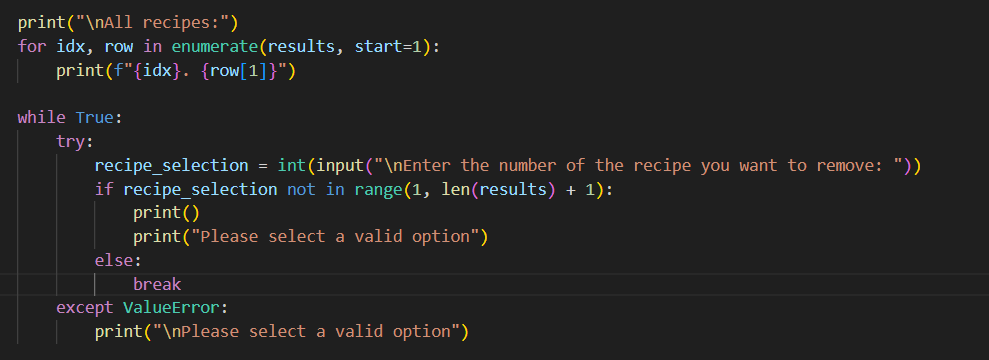 print("\nAll recipes:")
for idx, row in enumerate(results, start=1):
    print(f"{idx}. {row[1]}")

while True:
    try:
        recipe_selection = int(input("\nEnter the number of the recipe you want to remove: "))
        if recipe_selection not in range(1, len(results) + 1):
            print()
            print("Please select a valid option")
        else:
            break
    except ValueError:
        print("\nPlease select a valid option")